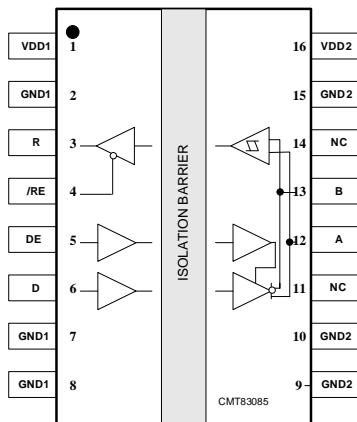 VDD1 1 16 VDD2
GND1 2 15 GND2
R 3 14 NC
/RE 4 13 B
DE 5 12 A
D 6 11 NC
GND1 7 10 GND2
GND1 8 9 GND2
ISOLATION BARRIER
CMT83085